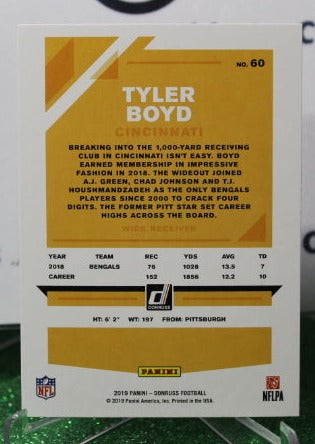 NO. 60
TYLER
BOYD
CINCINNATI
BREAKING INTO THE 1,000-YARD RECEIVING
CLUB IN CINCINNATI ISN'T EASY. BOYD
EARNED MEMBERSHIP IN IMPRESSIVE
FASHION IN 2018. THE WIDEOUT JOINED
A.J. GREEN, CHAD JOHNSON AND T.J.
HOUSHMANDZADEH AS THE ONLY BENGALS
PLAYERS SINCE 2000 TO CRACK FOUR
DIGITS. THE FORMER PITT STAR SET CAREER
HIGHS ACROSS THE BOARD.
WIDE RECEIVER
YEAR TEAM REC YDS AVG TD
2018 BENGALS 76 1028 13.5 7
CAREER 152 1856 12.2 10
DONRUSS
HT: 6' 2" WT: 197 FROM: PITTSBURGH
PANINI
NFL
NFLPA
2019 PANINI – DONRUSS FOOTBALL
© 2019 Panini America, Inc. Printed in the USA.